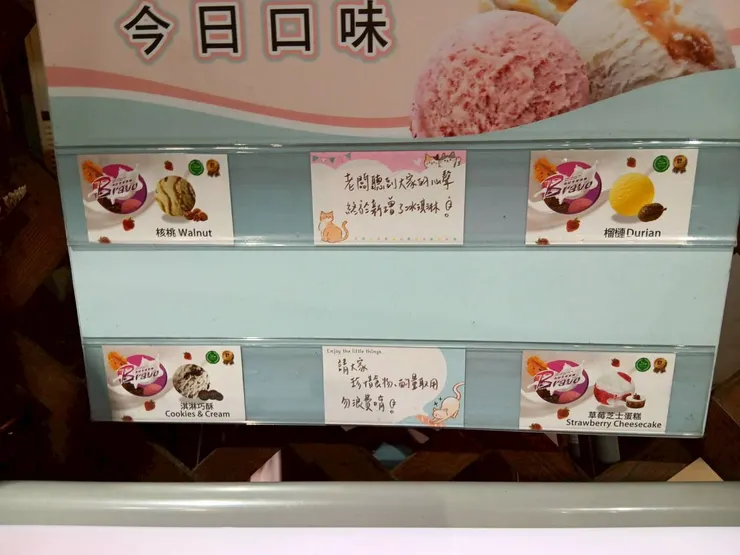 今日口味
Bravo
核桃 Walnut
老闆聽到大家的心聲
終於新增了冰淇淋!
Bravo
榴槤 Durian
Bravo
淇淋巧酥
Cookies & Cream
Enjoy the little things.
請大家
珍惜食物、酌量取用
勿浪費唷!
Bravo
草莓芝士蛋糕
Strawberry Cheesecake